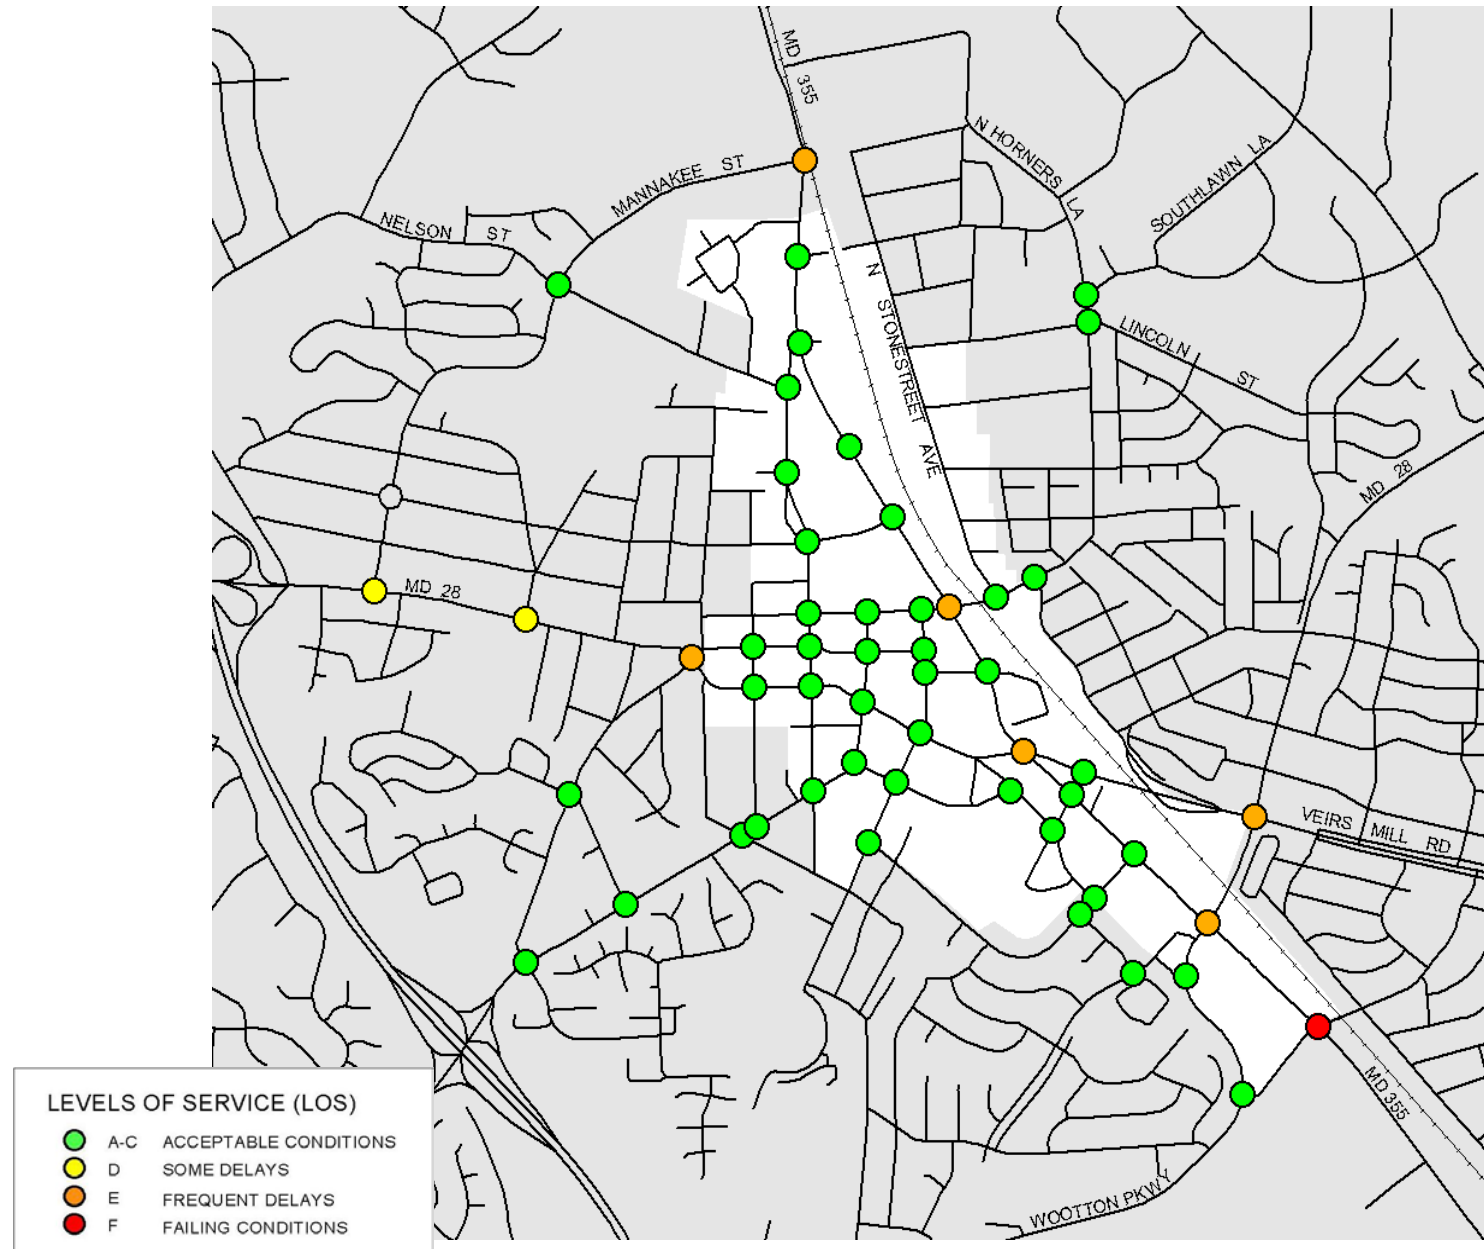 MD 355
N HORNERS LA
SOUTHLAWN LA
MANNAKEE ST
NELSON ST
N STONESTREET AVE
LINCOLN ST
MD 28
MD 28
VEIRS MILL RD
MD 355
WOOTTON PKWY
LEVELS OF SERVICE (LOS)
A-C ACCEPTABLE CONDITIONS
D SOME DELAYS
E FREQUENT DELAYS
F FAILING CONDITIONS